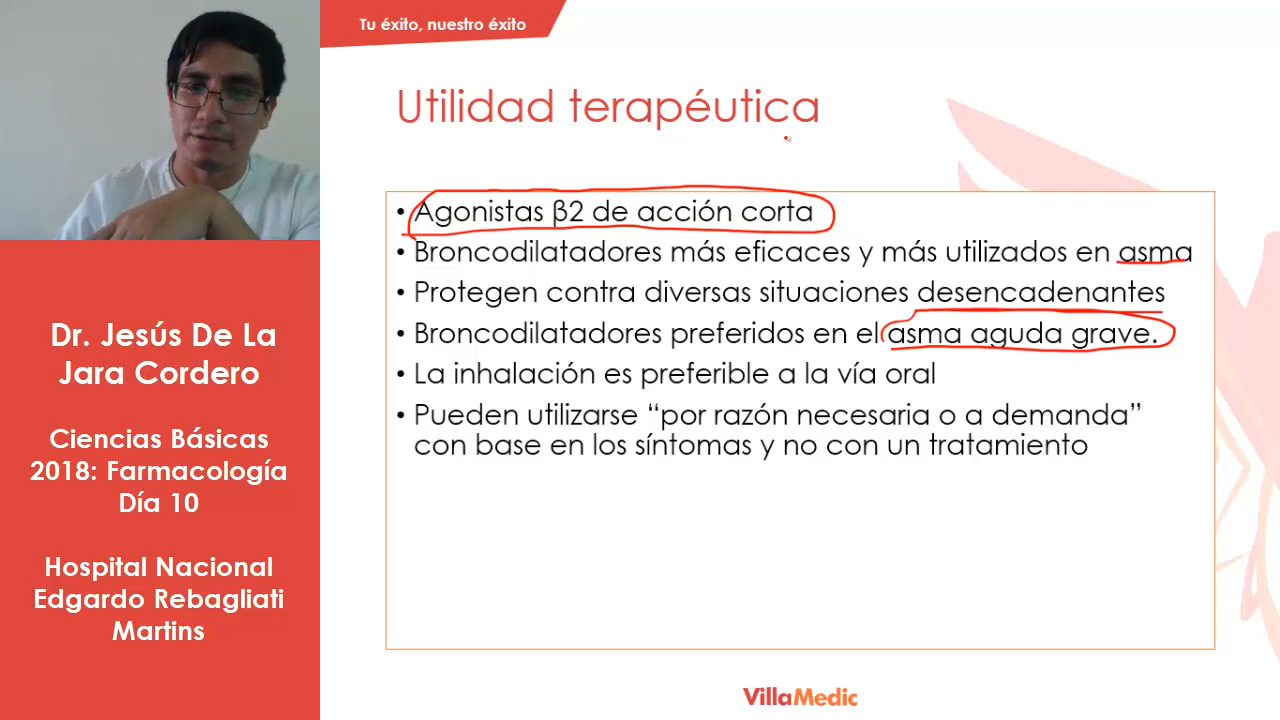 Tu éxito, nuestro éxito
Utilidad terapéutica
• Agonistas β2 de acción corta
• Broncodilatadores más eficaces y más utilizados en asma
• Protegen contra diversas situaciones desencadenantes
• Broncodilatadores preferidos en el asma aguda grave.
• La inhalación es preferible a la vía oral
• Pueden utilizarse “por razón necesaria o a demanda”
con base en los síntomas y no con un tratamiento
Dr. Jesús De La
Jara Cordero
Ciencias Básicas
2018: Farmacología
Día 10
Hospital Nacional
Edgardo Rebagliati
Martins
VillaMedic